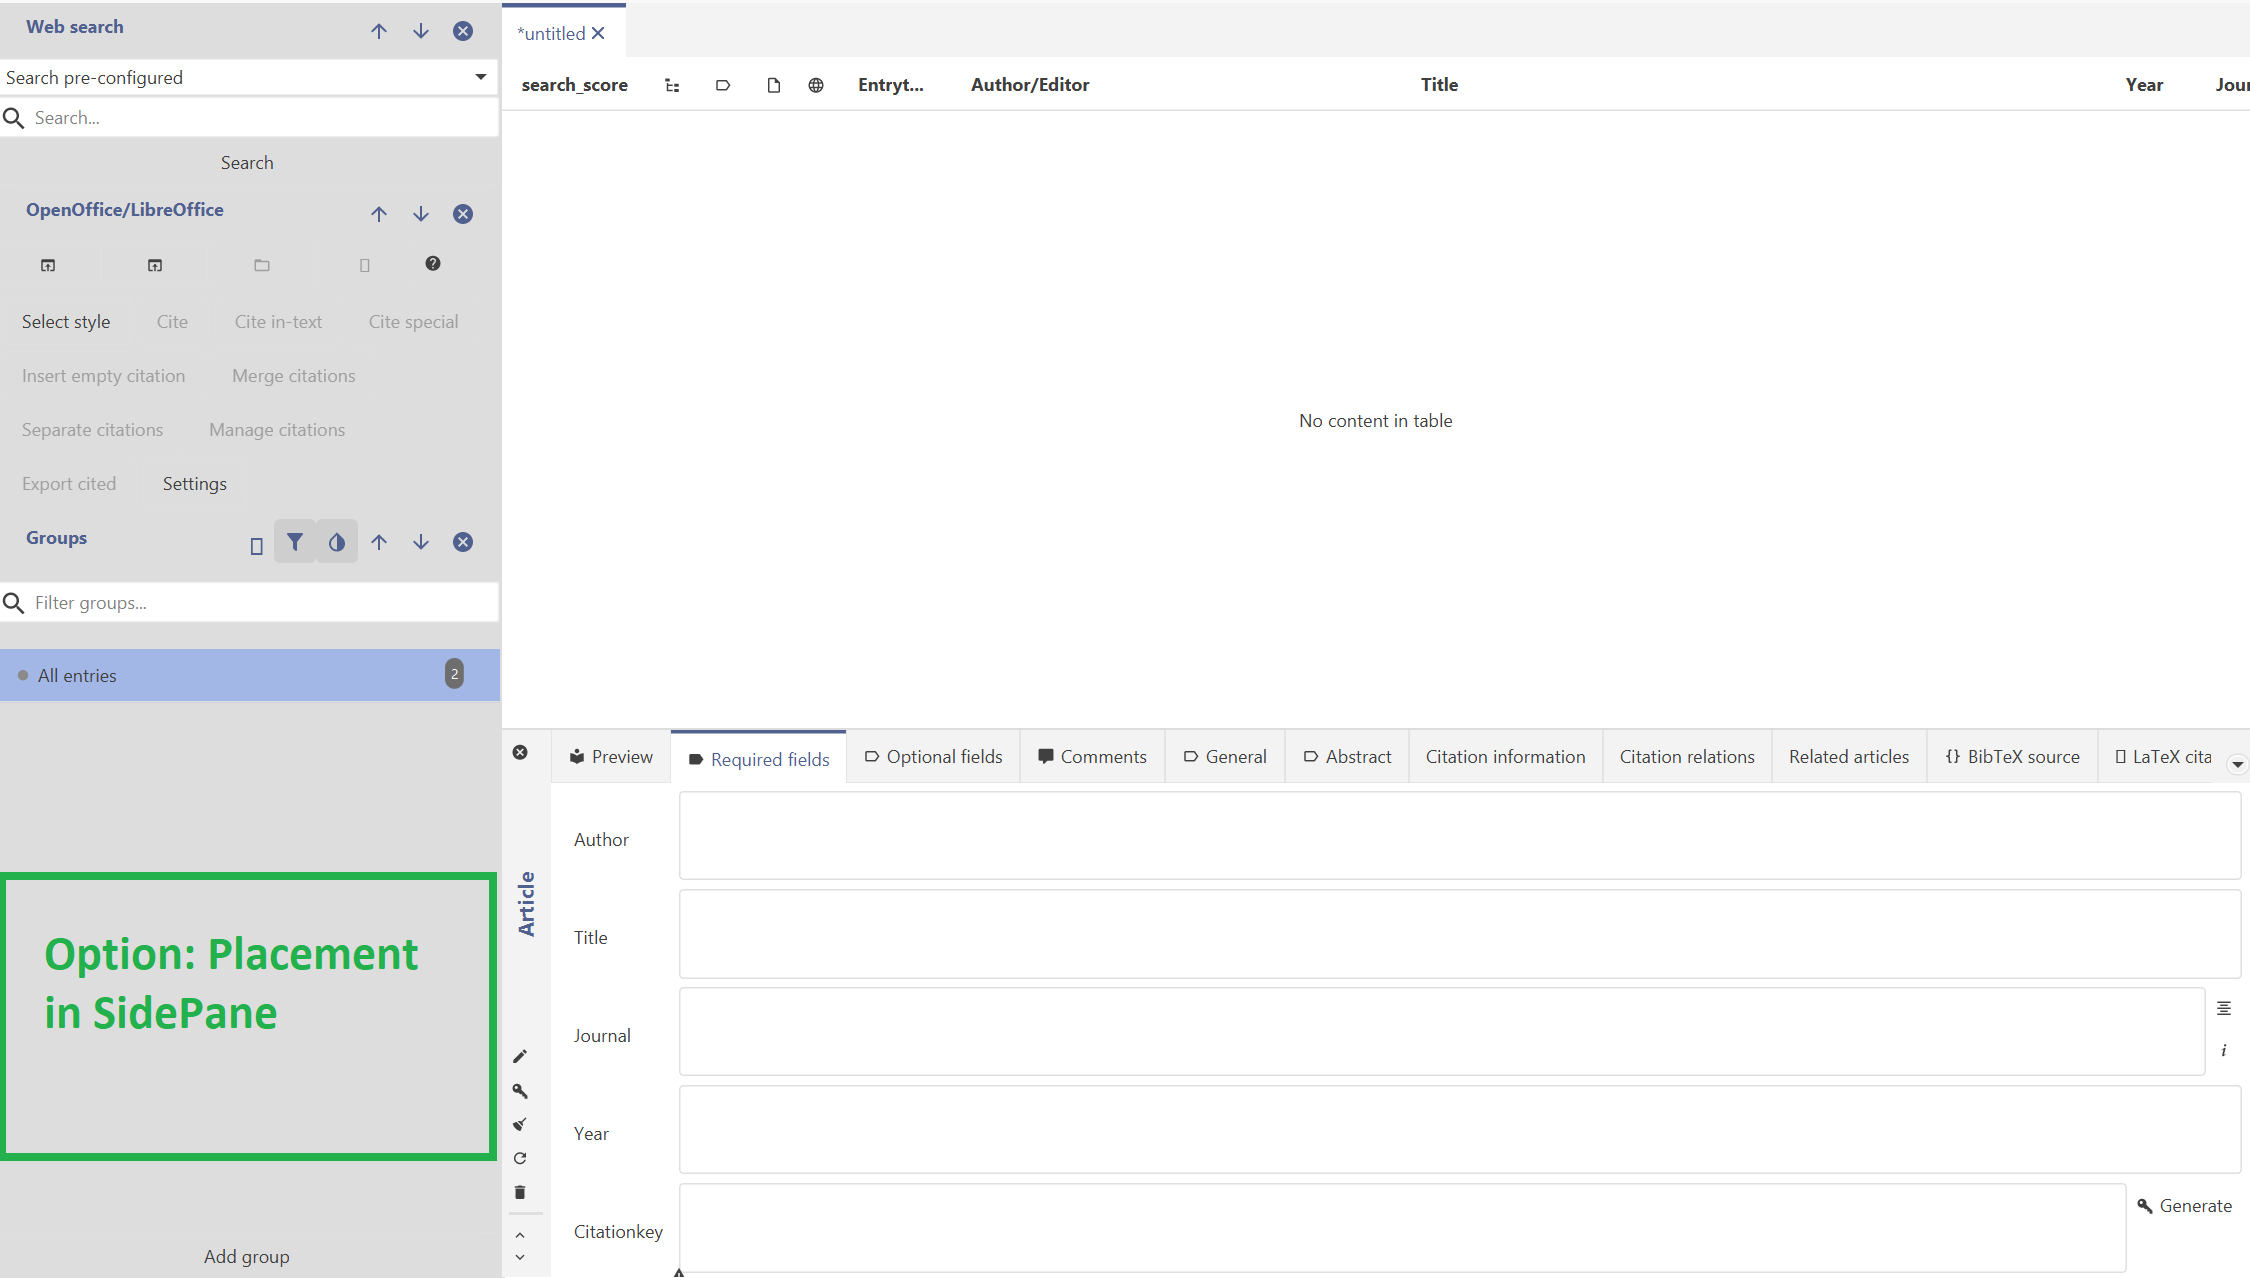 Web search
Search pre-configured
Search...
Search
OpenOffice/LibreOffice
Select style Cite Cite in-text Cite special
Insert empty citation Merge citations
Separate citations Manage citations
Export cited Settings
Groups
Filter groups...
All entries 2
Option: Placement
in SidePane
Add group
*untitled
search_score Entryt... Author/Editor Title Year Jour
No content in table
Preview Required fields Optional fields Comments General Abstract Citation information Citation relations Related articles {} BibTeX source LaTeX cita
Article
Author
Title
Journal
Year
Citationkey Generate